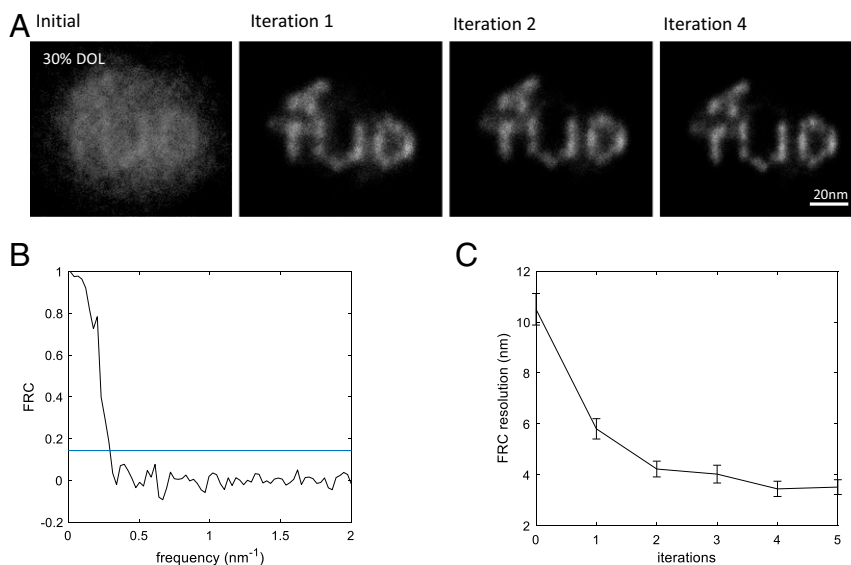 A
Initial
Iteration 1
Iteration 2
Iteration 4
30% DOL
20nm
B
1
0.8
0.6
0.4
0.2
0
-0.2
FRC
0
0.5
1
1.5
2
frequency (nm⁻¹)
C
12
10
8
6
4
2
FRC resolution (nm)
0
1
2
3
4
5
iterations